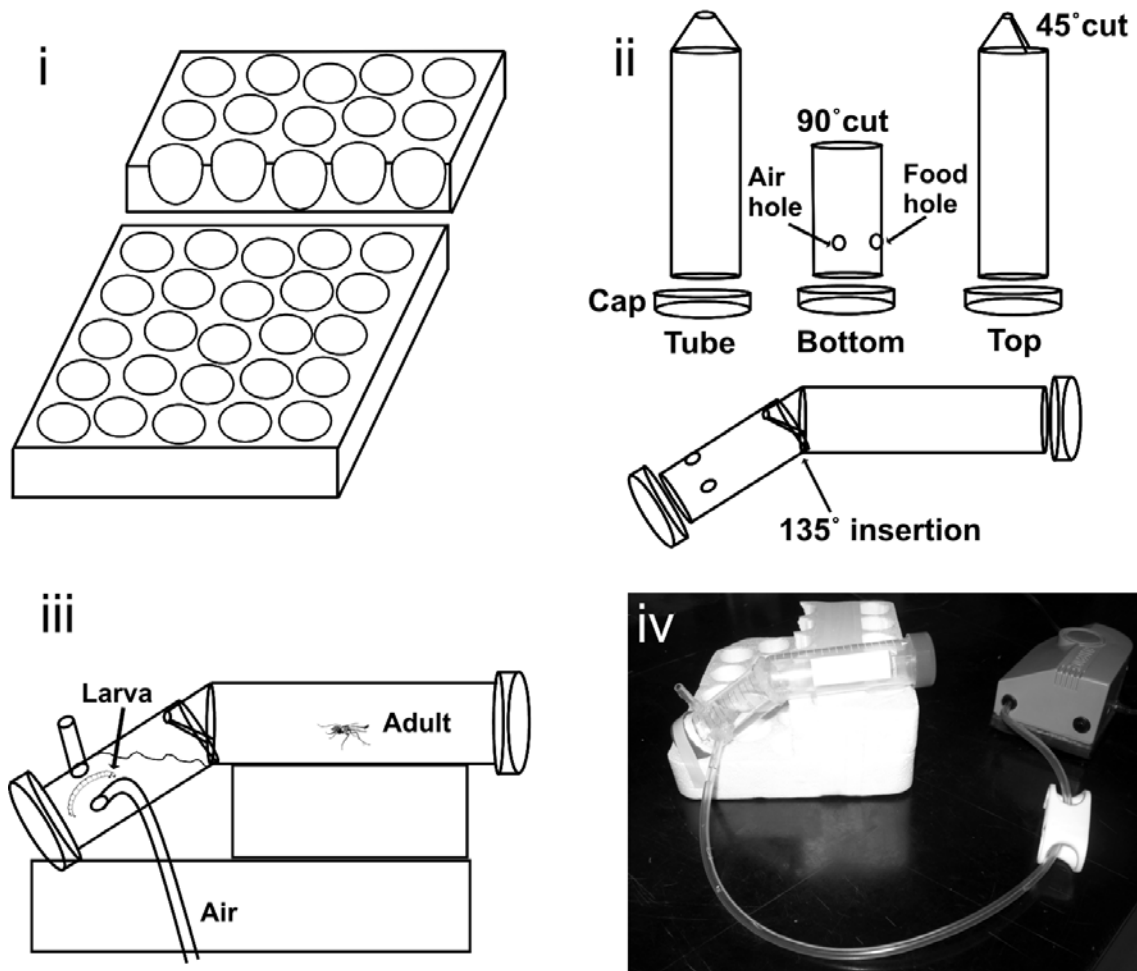 i
ii
45°cut
90°cut
Air
hole
Food
hole
Cap
Tube
Bottom
Top
135° insertion
iii
Larva
Adult
Air
iv